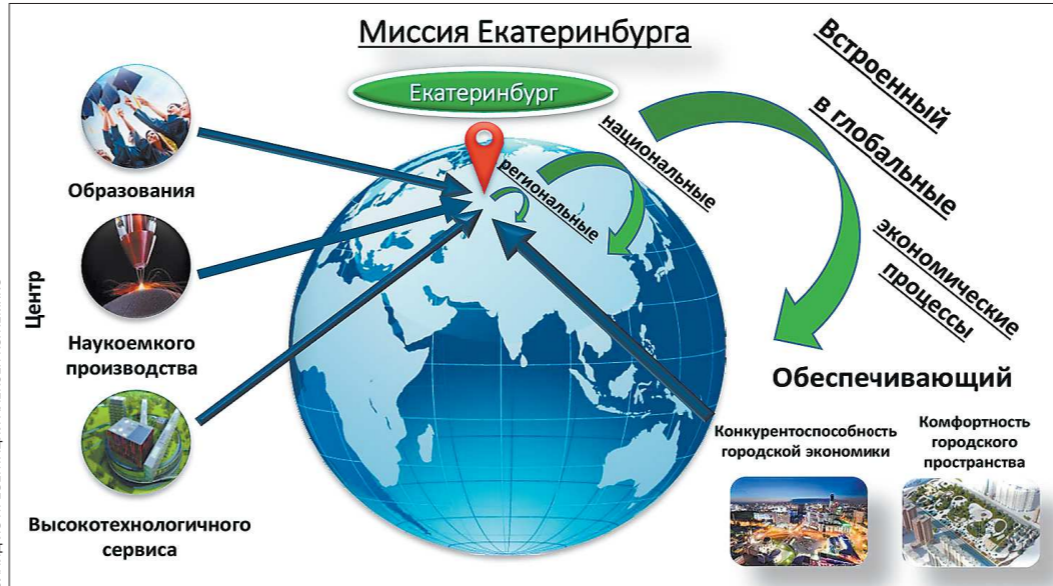 Миссия Екатеринбурга
Екатеринбург
Центр
Образования
Наукоемкого
производства
Высокотехнологичного
сервиса
региональные
национальные
Встроенный
в глобальные
экономические
процессы
Обеспечивающий
Конкурентоспособность
городской экономики
Комфортность
городского
пространства